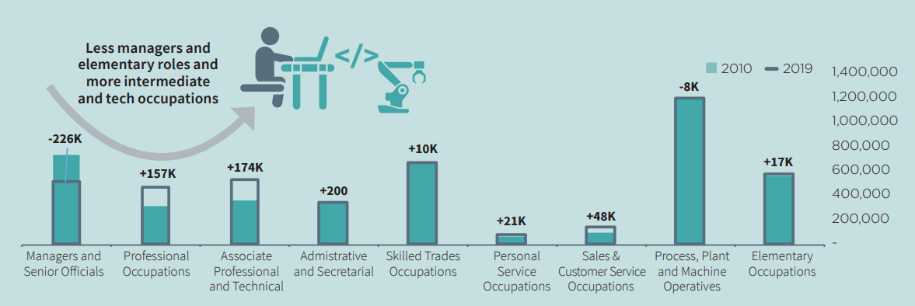 Less managers and
elementary roles and
more intermediate
and tech occupations
</>
2010 2019
1,400,000
1,200,000
1,000,000
800,000
600,000
400,000
200,000
-
-226K
+157K
+174K
+200
+10K
+21K
+48K
-8K
+17K
Managers and
Senior Officials
Professional
Occupations
Associate
Professional
and Technical
Admistrative
and Secretarial
Skilled Trades
Occupations
Personal
Service
Occupations
Sales &
Customer Service
Occupations
Process, Plant
and Machine
Operatives
Elementary
Occupations